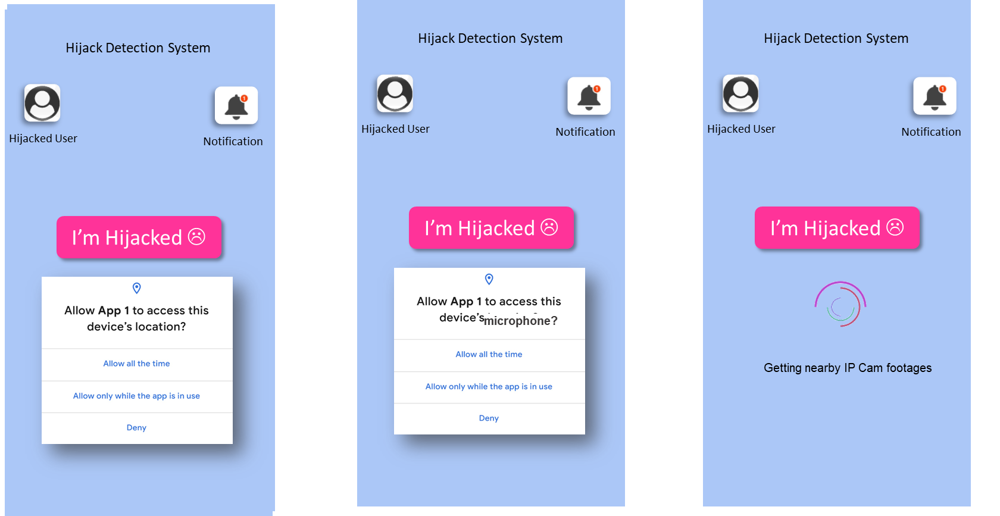 Hijack Detection System
1
Hijacked User
Notification
I'm Hijacked ☹
Allow App 1 to access this
device's location?
Allow all the time
Allow only while the app is in use
Deny
Hijack Detection System
1
Hijacked User
Notification
I'm Hijacked ☹
Allow App 1 to access this
device's microphone?
Allow all the time
Allow only while the app is in use
Deny
Hijack Detection System
1
Hijacked User
Notification
I'm Hijacked ☹
Getting nearby IP Cam footages